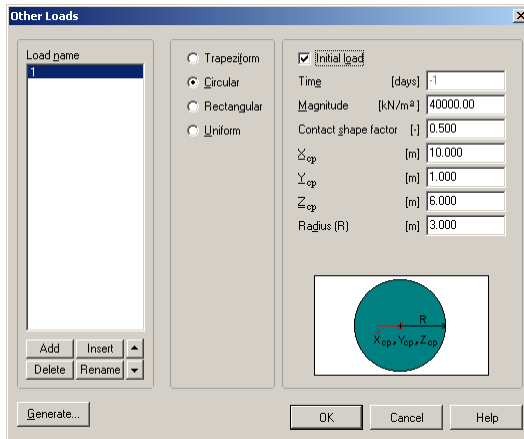 Other Loads
Load name
1
Add Insert
Delete Rename
Generate...
Trapeziform
Circular
Rectangular
Uniform
Initial load
Time [days] -1
Magnitude [kN/m²] 40000.00
Contact shape factor [-] 0.500
Xcp [m] 10.000
Ycp [m] 1.000
Zcp [m] 6.000
Radius (R) [m] 3.000
R
Xcp, Ycp, Zcp
OK Cancel Help